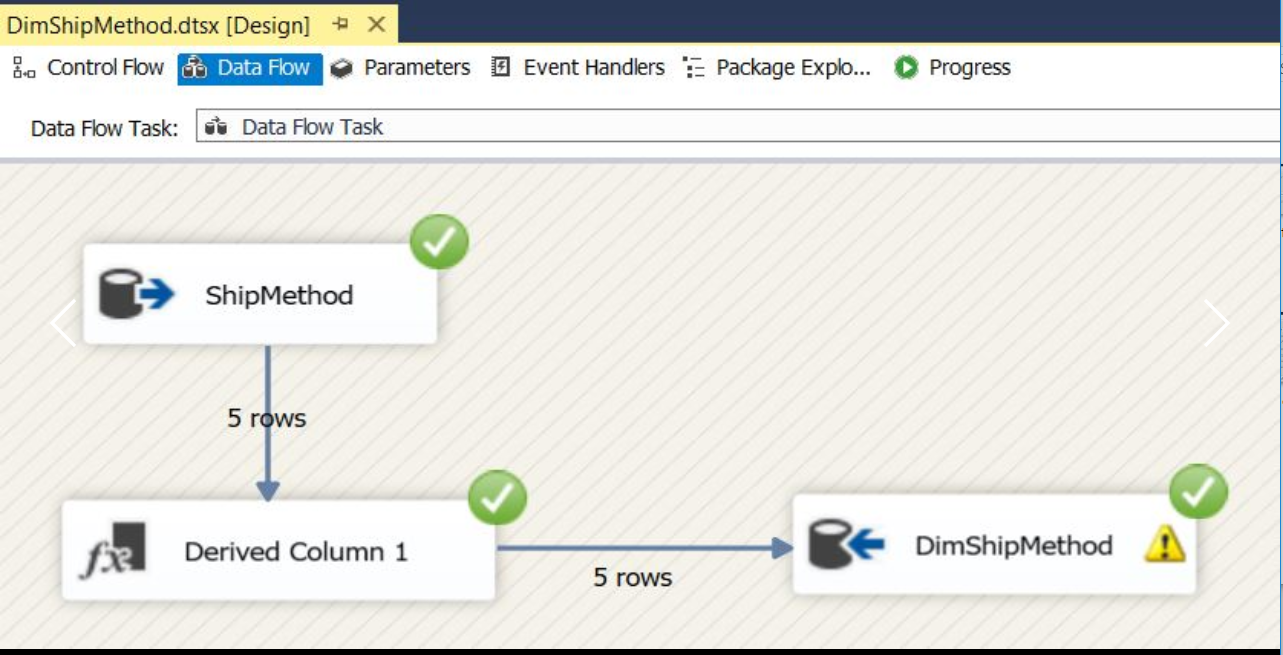 DimShipMethod.dtsx [Design]
Control Flow Data Flow Parameters Event Handlers Package Explo... Progress
Data Flow Task: Data Flow Task
ShipMethod
5 rows
fx Derived Column 1
5 rows
DimShipMethod